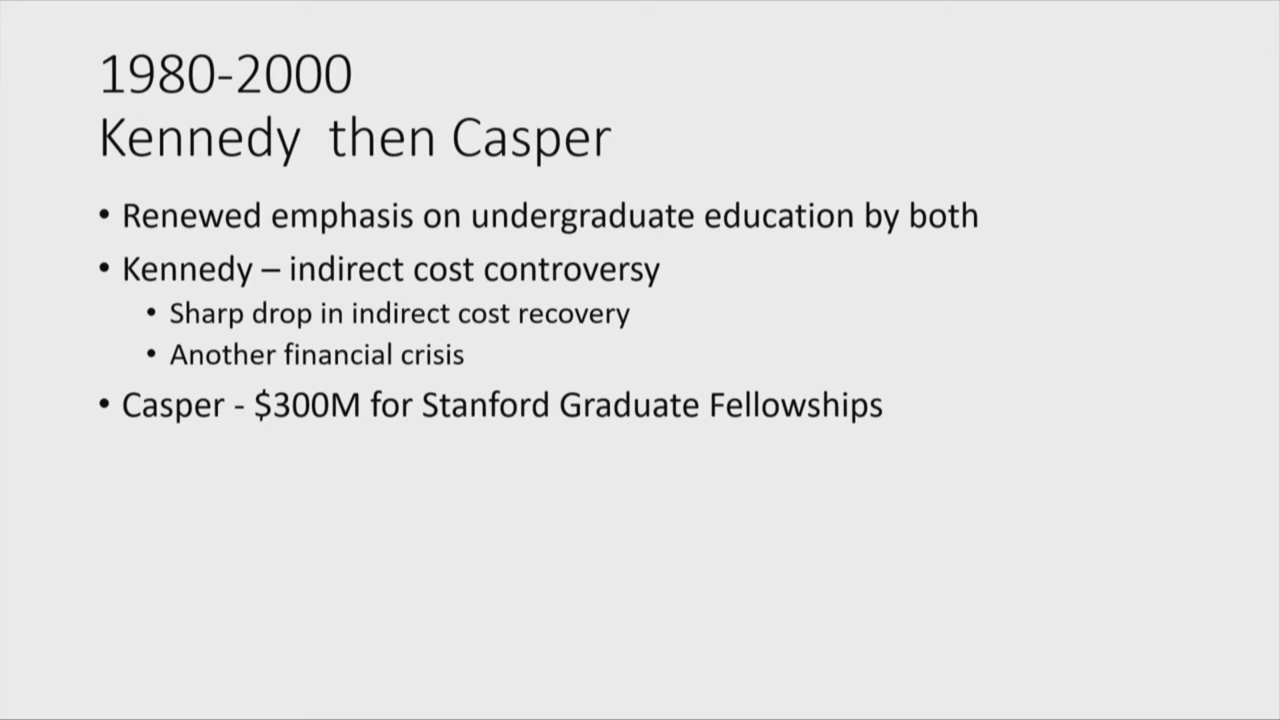 1980-2000
Kennedy  then Casper
• Renewed emphasis on undergraduate education by both
• Kennedy – indirect cost controversy
• Sharp drop in indirect cost recovery
• Another financial crisis
• Casper - $300M for Stanford Graduate Fellowships